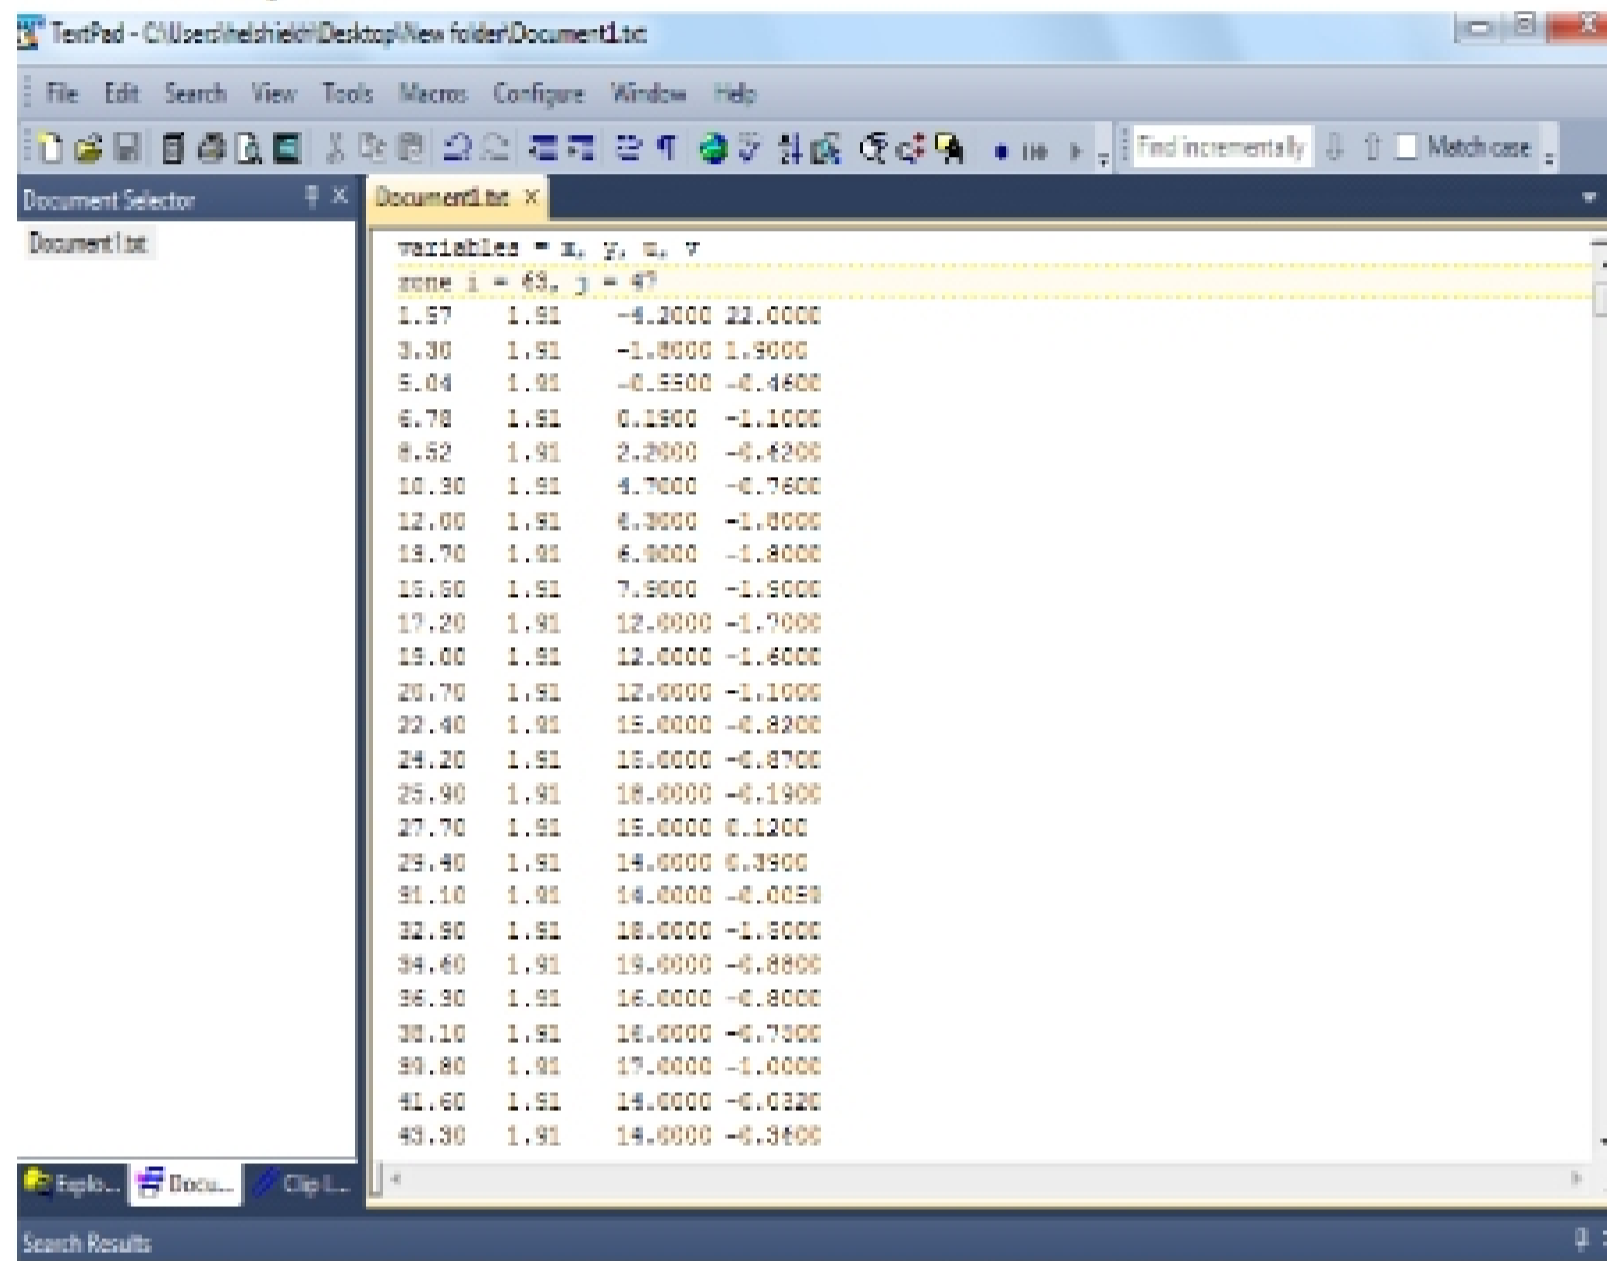 TextPad - C:\Users\helshiekh\Desktop\New folder\Document1.txt
File Edit Search View Tools Macros Configure Window Help
Find incrementally Match case
Document Selector
Document1.txt
Document1.txt
variables = x, y, u, v
zone i = 63, j = 47
1.57 1.91 -4.2000 22.0000
3.30 1.91 -1.8000 1.9000
5.04 1.91 -0.5500 -0.4600
6.78 1.91 0.1500 -1.1000
8.52 1.91 2.2000 -0.6200
10.30 1.91 4.7000 -0.7600
12.00 1.91 6.3000 -1.8000
13.70 1.91 6.9000 -1.8000
15.50 1.91 7.9000 -1.9000
17.20 1.91 12.0000 -1.7000
19.00 1.91 12.0000 -1.6000
20.70 1.91 12.0000 -1.1000
22.40 1.91 15.0000 -0.8200
24.20 1.91 15.0000 -0.8700
25.90 1.91 18.0000 -0.1900
27.70 1.91 15.0000 0.1200
29.40 1.91 14.0000 0.3900
31.10 1.91 14.0000
32.90 1.91 18.0000 -1.5000
34.60 1.91 19.0000 -0.8800
36.30 1.91 16.0000 -0.8000
38.10 1.91 16.0000
39.80 1.91 17.0000 -1.0000
41.60 1.91 14.0000 -0.0320
43.30 1.91 14.0000 -0.3600
Explo... Docu... Clip L...
Search Results